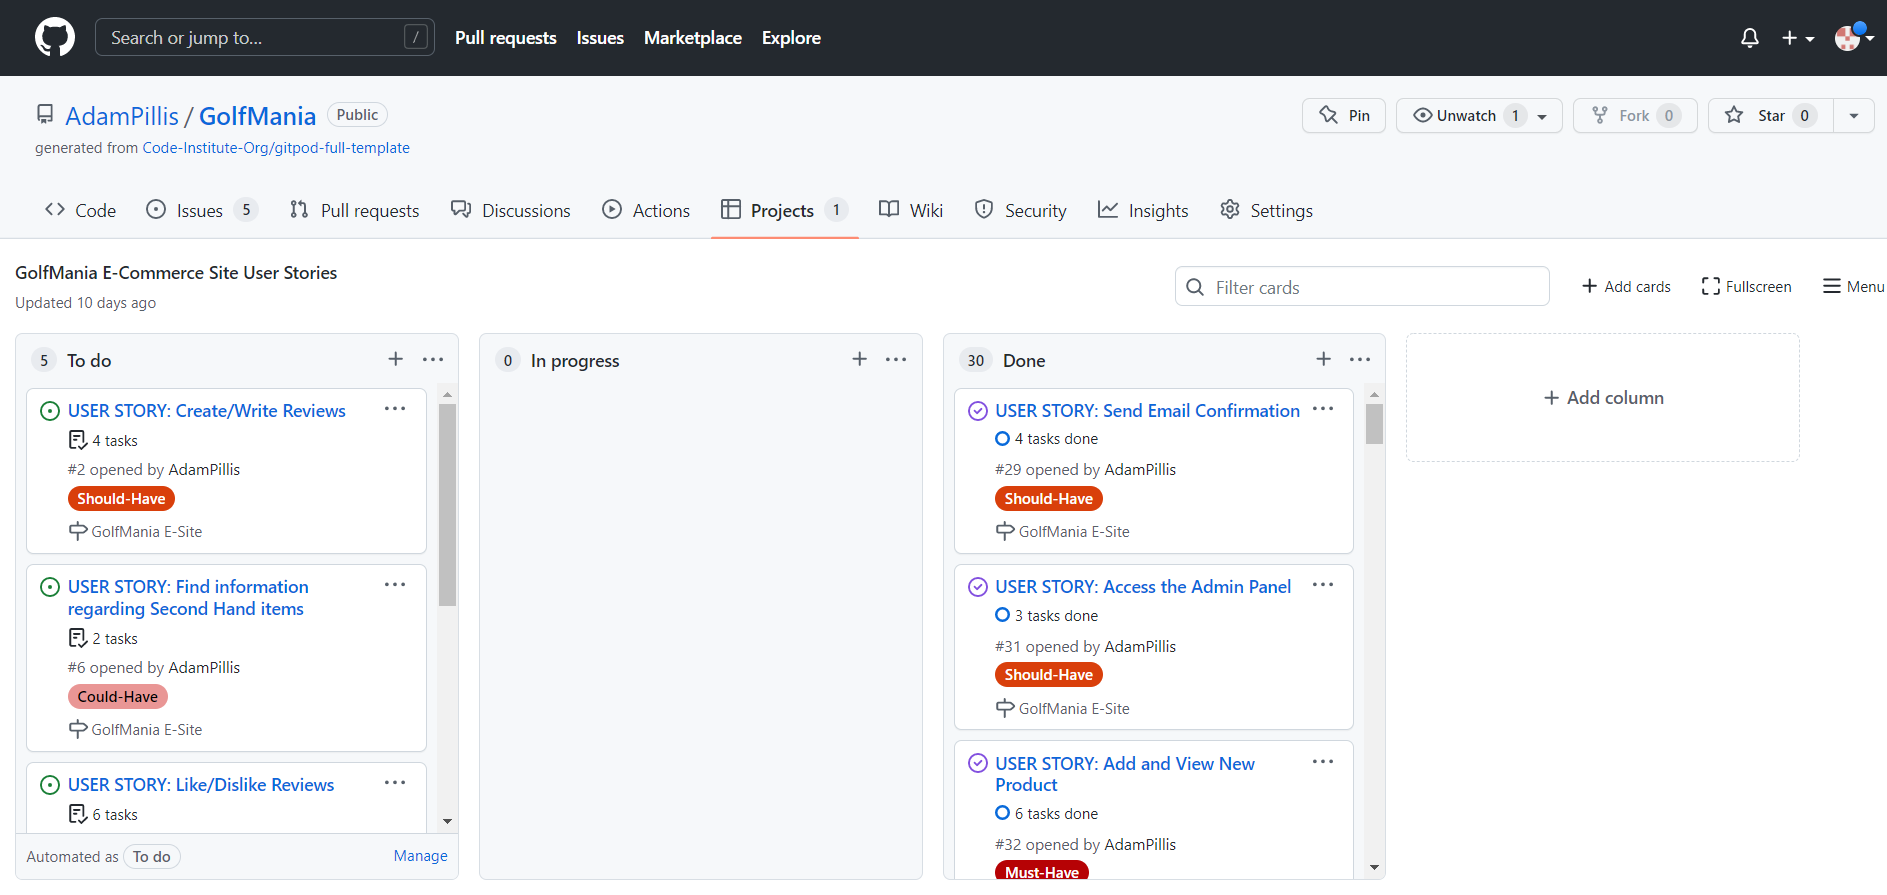 Search or jump to... /
Pull requests Issues Marketplace Explore
AdamPillis / GolfMania Public
generated from Code-Institute-Org/gitpod-full-template
Pin
Unwatch 1
Fork 0
Star 0
Code
Issues 5
Pull requests
Discussions
Actions
Projects 1
Wiki
Security
Insights
Settings
GolfMania E-Commerce Site User Stories
Updated 10 days ago
Filter cards
Add cards
Fullscreen
Menu
5 To do
USER STORY: Create/Write Reviews
4 tasks
#2 opened by AdamPillis
Should-Have
GolfMania E-Site
USER STORY: Find information
regarding Second Hand items
2 tasks
#6 opened by AdamPillis
Could-Have
GolfMania E-Site
USER STORY: Like/Dislike Reviews
6 tasks
Automated as To do
Manage
0 In progress
30 Done
USER STORY: Send Email Confirmation
4 tasks done
#29 opened by AdamPillis
Should-Have
GolfMania E-Site
USER STORY: Access the Admin Panel
3 tasks done
#31 opened by AdamPillis
Should-Have
GolfMania E-Site
USER STORY: Add and View New
Product
6 tasks done
#32 opened by AdamPillis
Must-Have
Add column